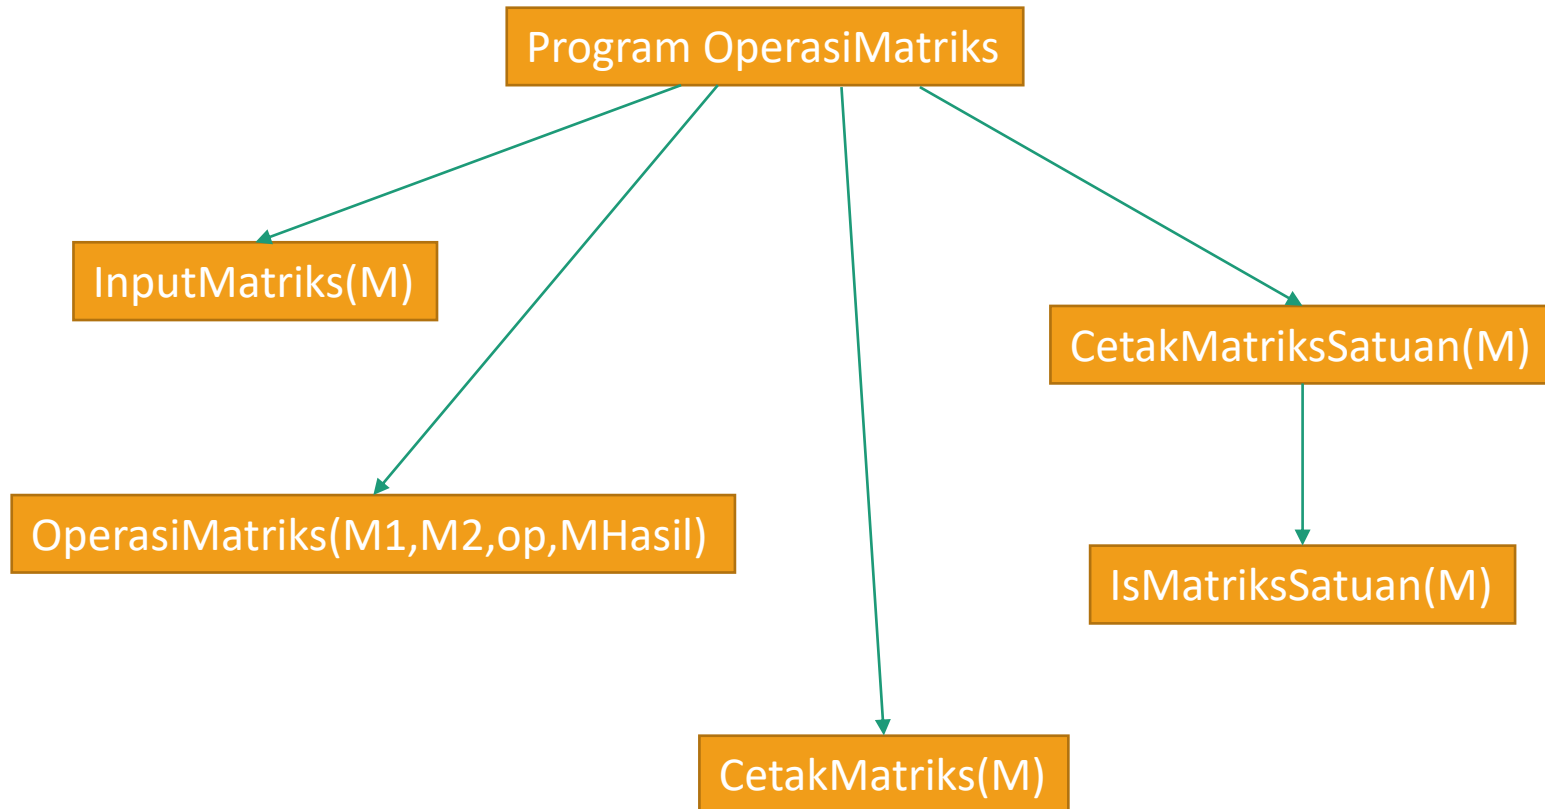 Program OperasiMatriks
InputMatriks(M)
CetakMatriksSatuan(M)
OperasiMatriks(M1,M2,op,MHasil)
IsMatriksSatuan(M)
CetakMatriks(M)